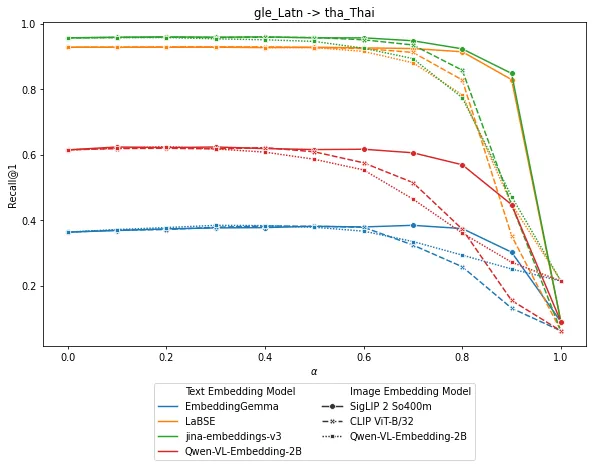 gle_Latn -> tha_Thai
1.0
0.8
0.6
0.4
0.2
Recall@1
0.0 0.2 0.4 0.6 0.8 1.0
α
Text Embedding Model
EmbeddingGemma
LaBSE
jina-embeddings-v3
Qwen-VL-Embedding-2B
Image Embedding Model
SigLIP 2 So400m
CLIP ViT-B/32
Qwen-VL-Embedding-2B